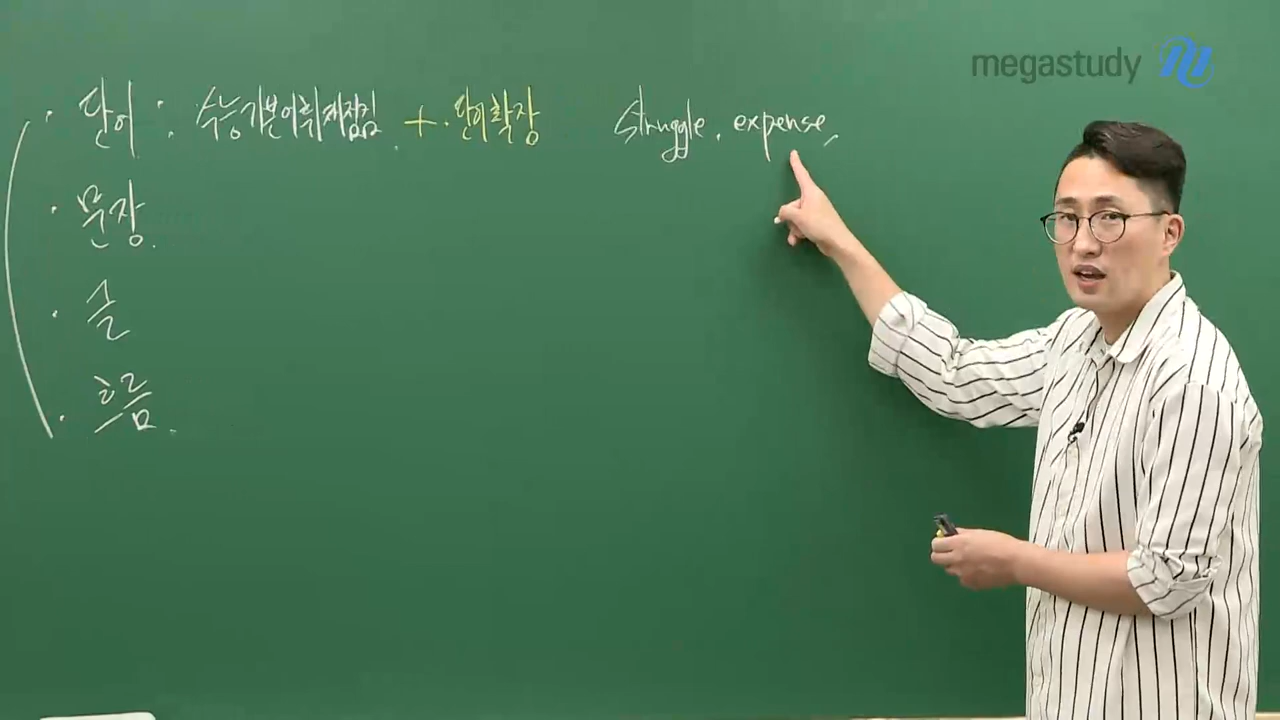 megastudy
· 단어 : 수능기본어휘재점검 + · 단어확장 struggle, expense,
· 문장.
· 글
· 흐름.